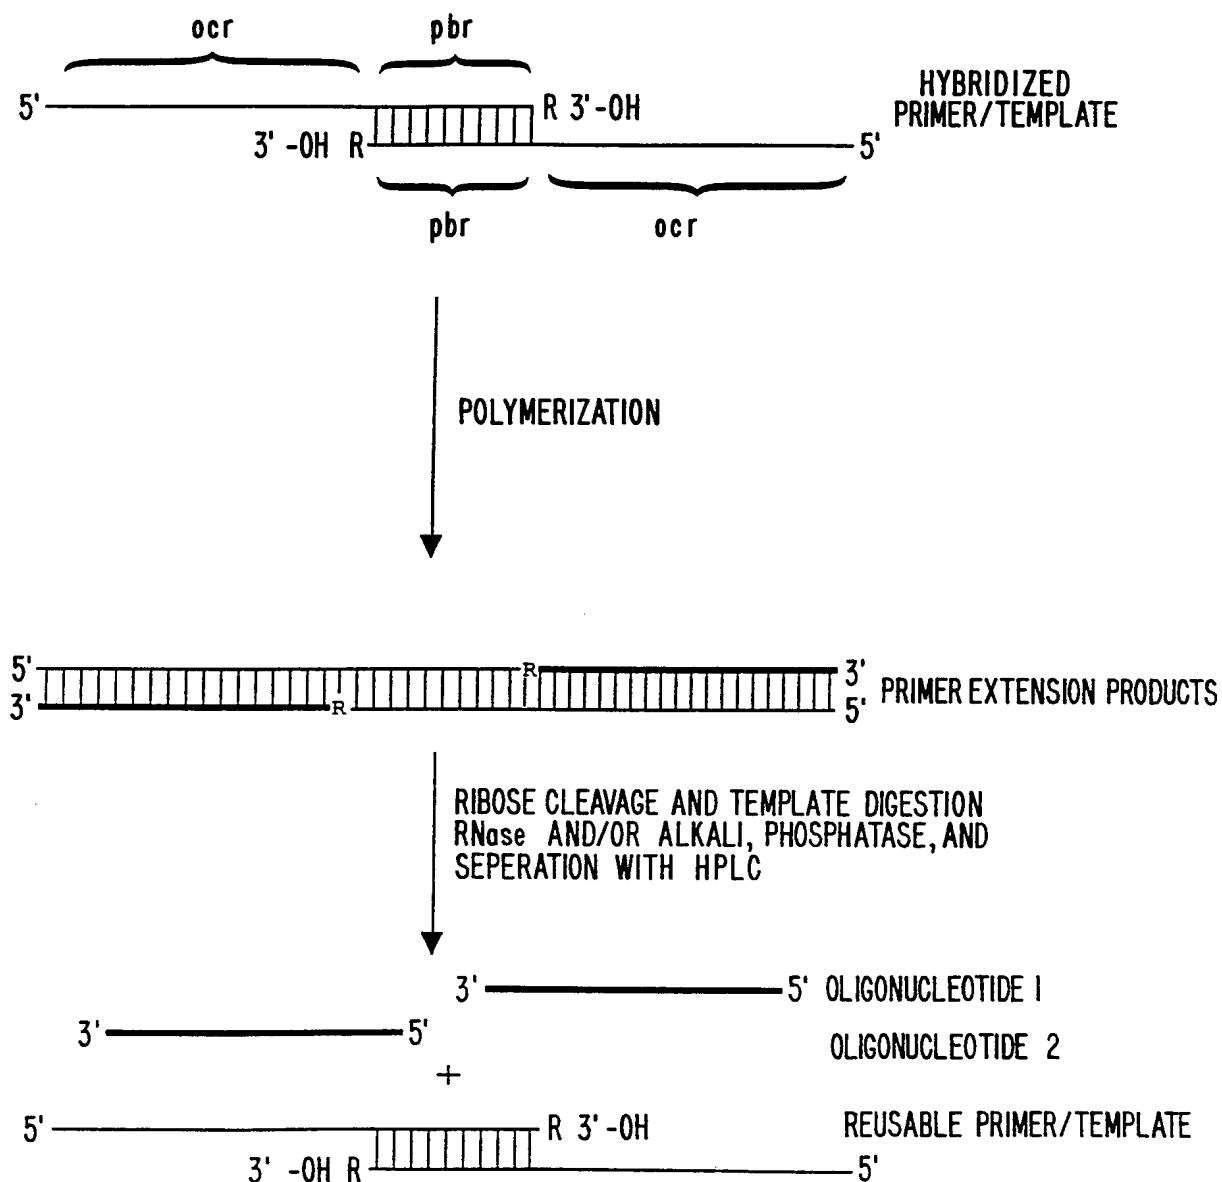 ocr pbr
5' R 3'-OH HYBRIDIZED
PRIMER/TEMPLATE
3' -OH R 5'
pbr ocr
POLYMERIZATION
5' R 3'
3' R 5' PRIMER EXTENSION PRODUCTS
RIBOSE CLEAVAGE AND TEMPLATE DIGESTION
RNase AND/OR ALKALI, PHOSPHATASE, AND
SEPERATION WITH HPLC
3' 5' OLIGONUCLEOTIDE 1
3' 5' OLIGONUCLEOTIDE 2
+
5' R 3'-OH REUSABLE PRIMER/TEMPLATE
3' -OH R 5'